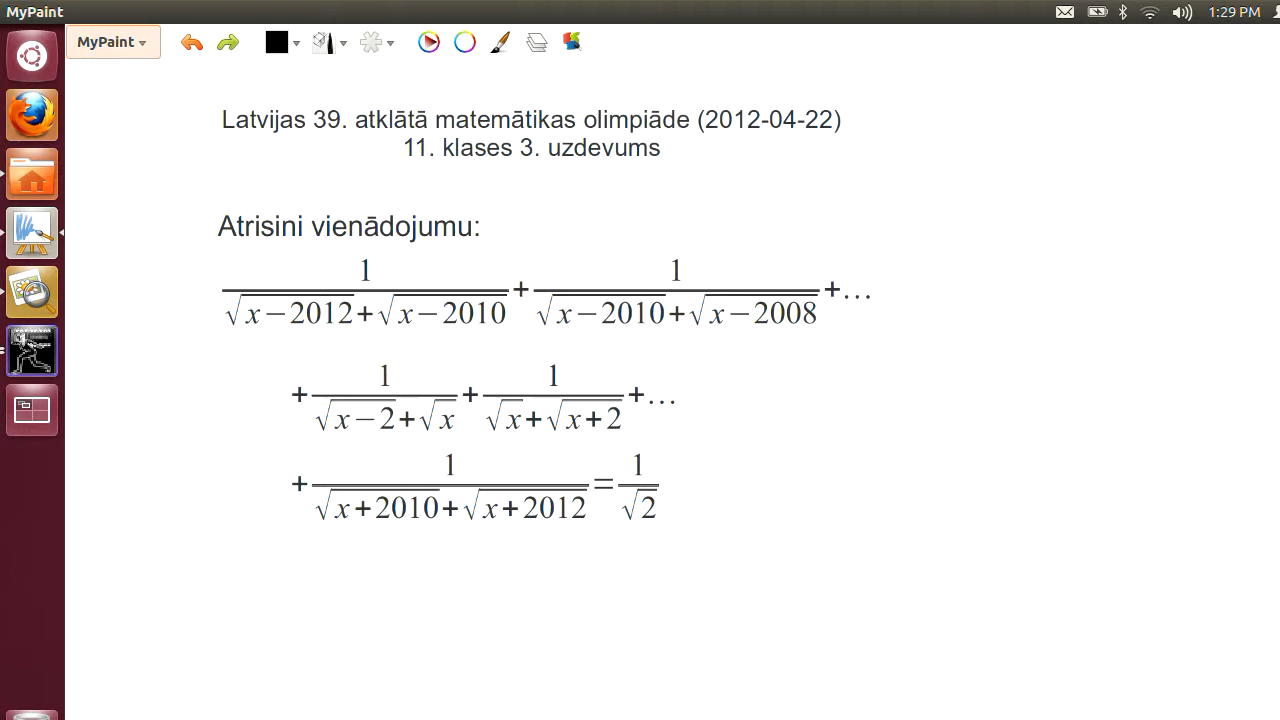 MyPaint
1:29 PM
MyPaint
Latvijas 39. atklātā matemātikas olimpiāde (2012-04-22)
11. klases 3. uzdevums
Atrisini vienādojumu:
1/(√(x−2012)+√(x−2010)) + 1/(√(x−2010)+√(x−2008)) +…
+ 1/(√(x−2)+√x) + 1/(√x+√(x+2)) +…
+ 1/(√(x+2010)+√(x+2012)) = 1/√2